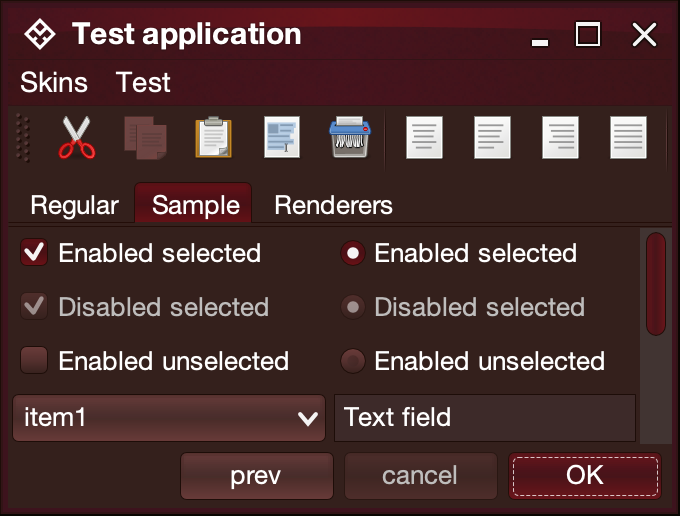 Test application
Skins Test
Regular Sample Renderers
Enabled selected Enabled selected
Disabled selected Disabled selected
Enabled unselected Enabled unselected
item1 Text field
prev cancel OK